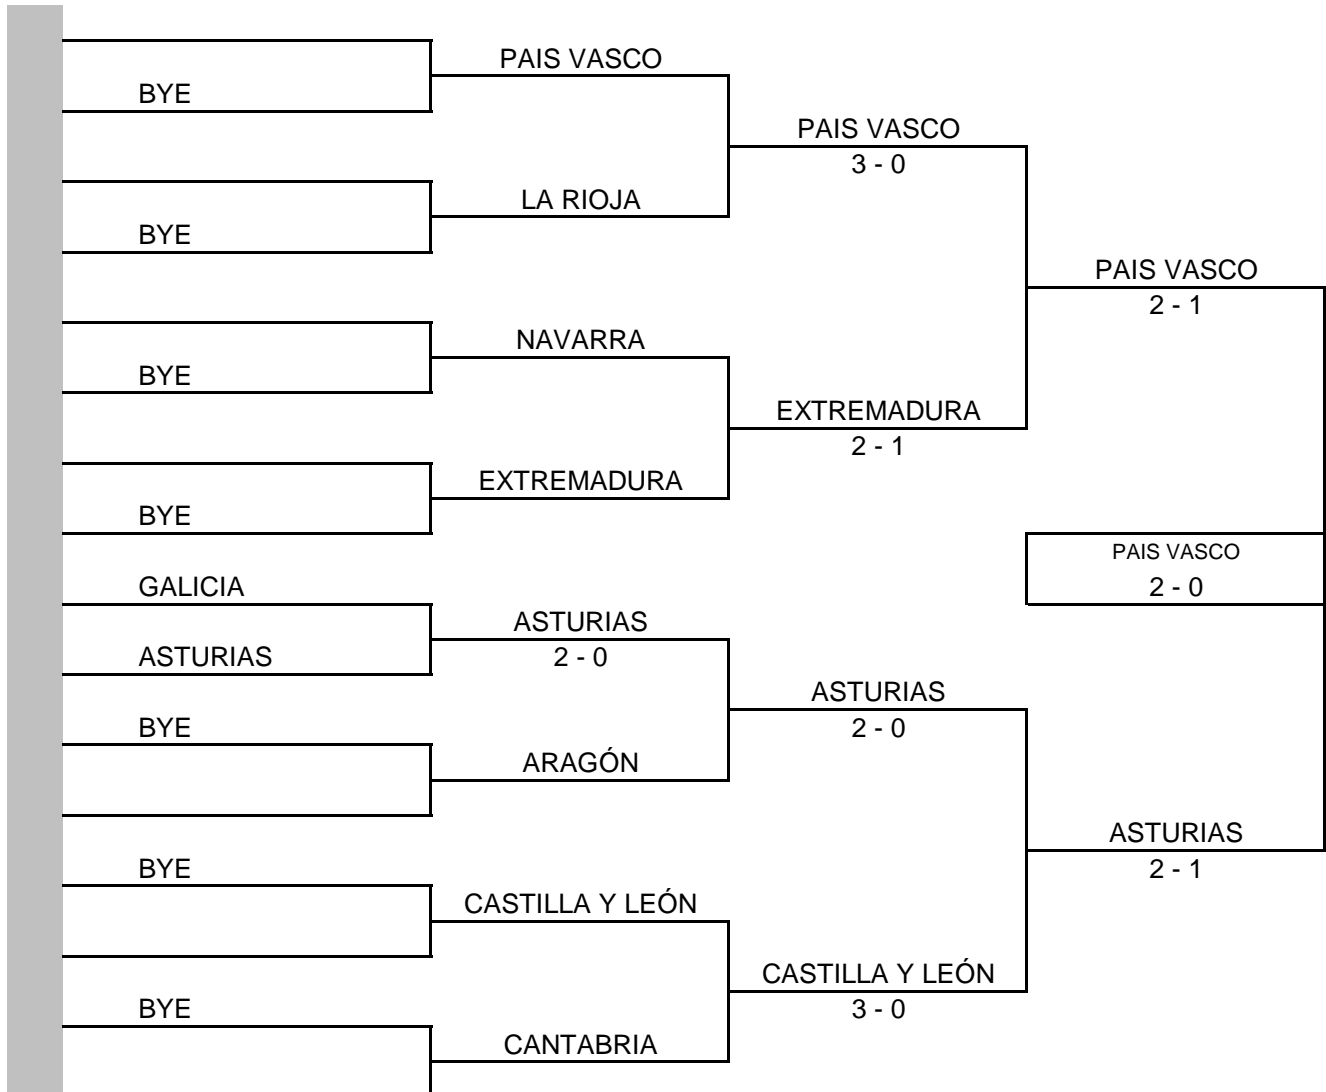 PAIS VASCO
BYE
PAIS VASCO
3 - 0
LA RIOJA
BYE
PAIS VASCO
2 - 1
NAVARRA
BYE
EXTREMADURA
2 - 1
EXTREMADURA
BYE
PAIS VASCO
2 - 0
GALICIA
ASTURIAS
2 - 0
ASTURIAS
ASTURIAS
2 - 0
BYE
ARAGÓN
ASTURIAS
2 - 1
BYE
CASTILLA Y LEÓN
CASTILLA Y LEÓN
3 - 0
BYE
CANTABRIA